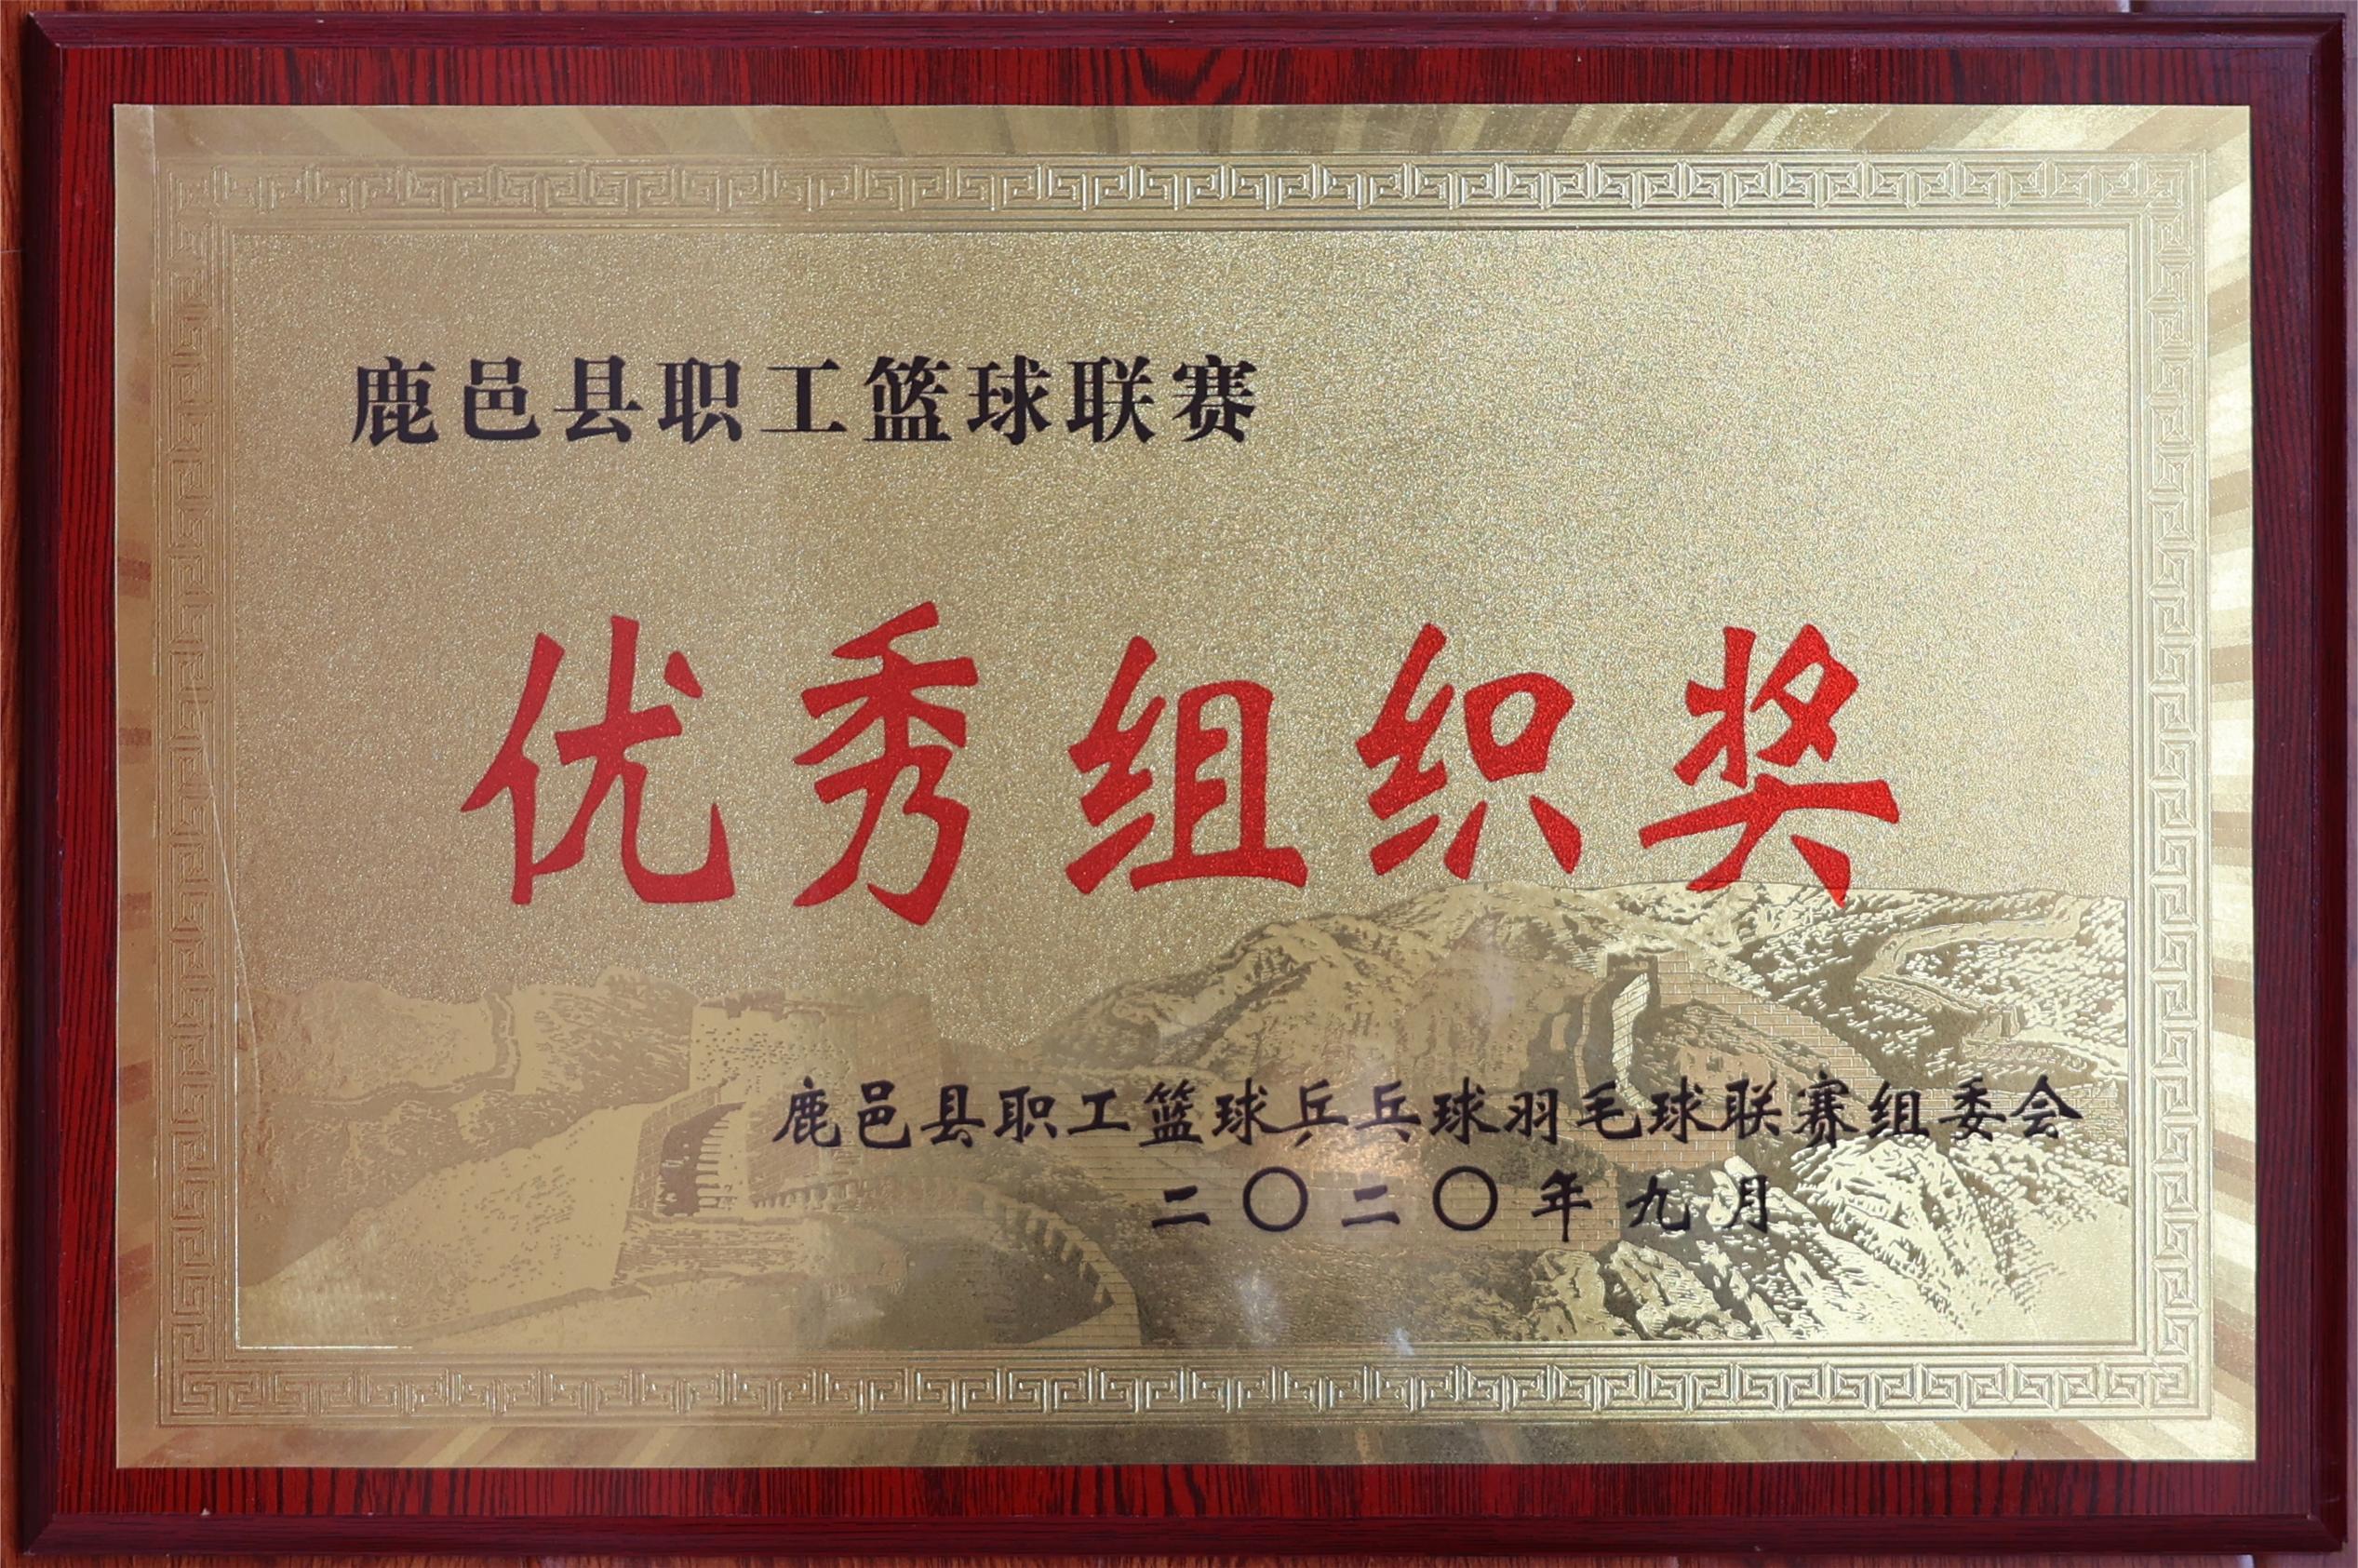 鹿邑县职工篮球联赛
优秀组织奖
鹿邑县职工篮球乒乓球羽毛球联赛组委会
二〇二〇年九月